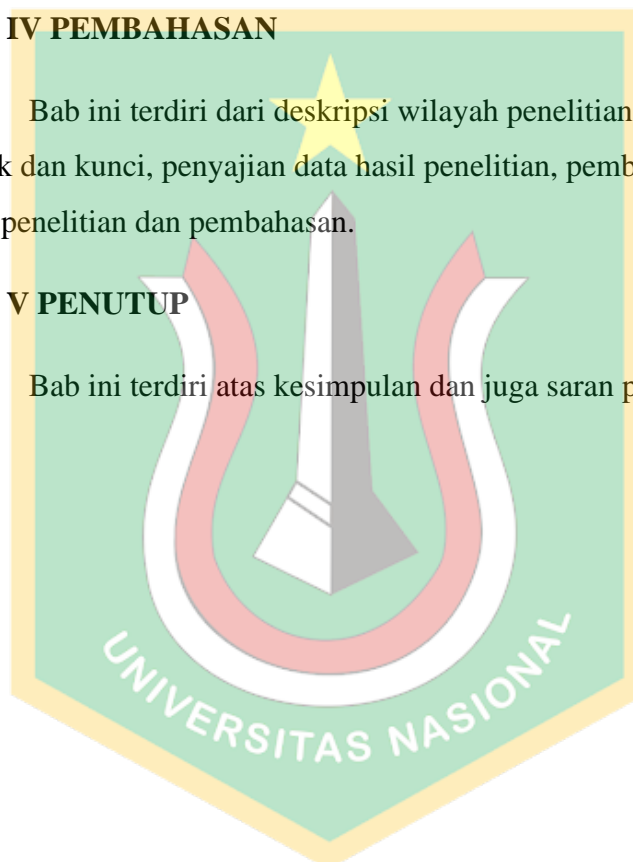 IV PEMBAHASAN
Bab ini terdiri dari deskripsi wilayah penelitian
dan kunci, penyajian data hasil penelitian,
penelitian dan pembahasan.
V PENUTUP
Bab ini terdiri atas kesimpulan dan juga saran
UNIVERSITAS NASIONAL